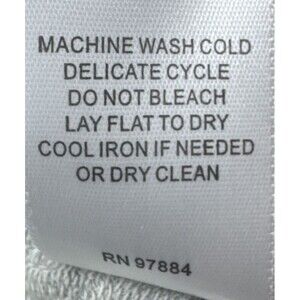 MACHINE WASH COLD
DELICATE CYCLE
DO NOT BLEACH
LAY FLAT TO DRY
COOL IRON IF NEEDED
OR DRY CLEAN
RN 97884